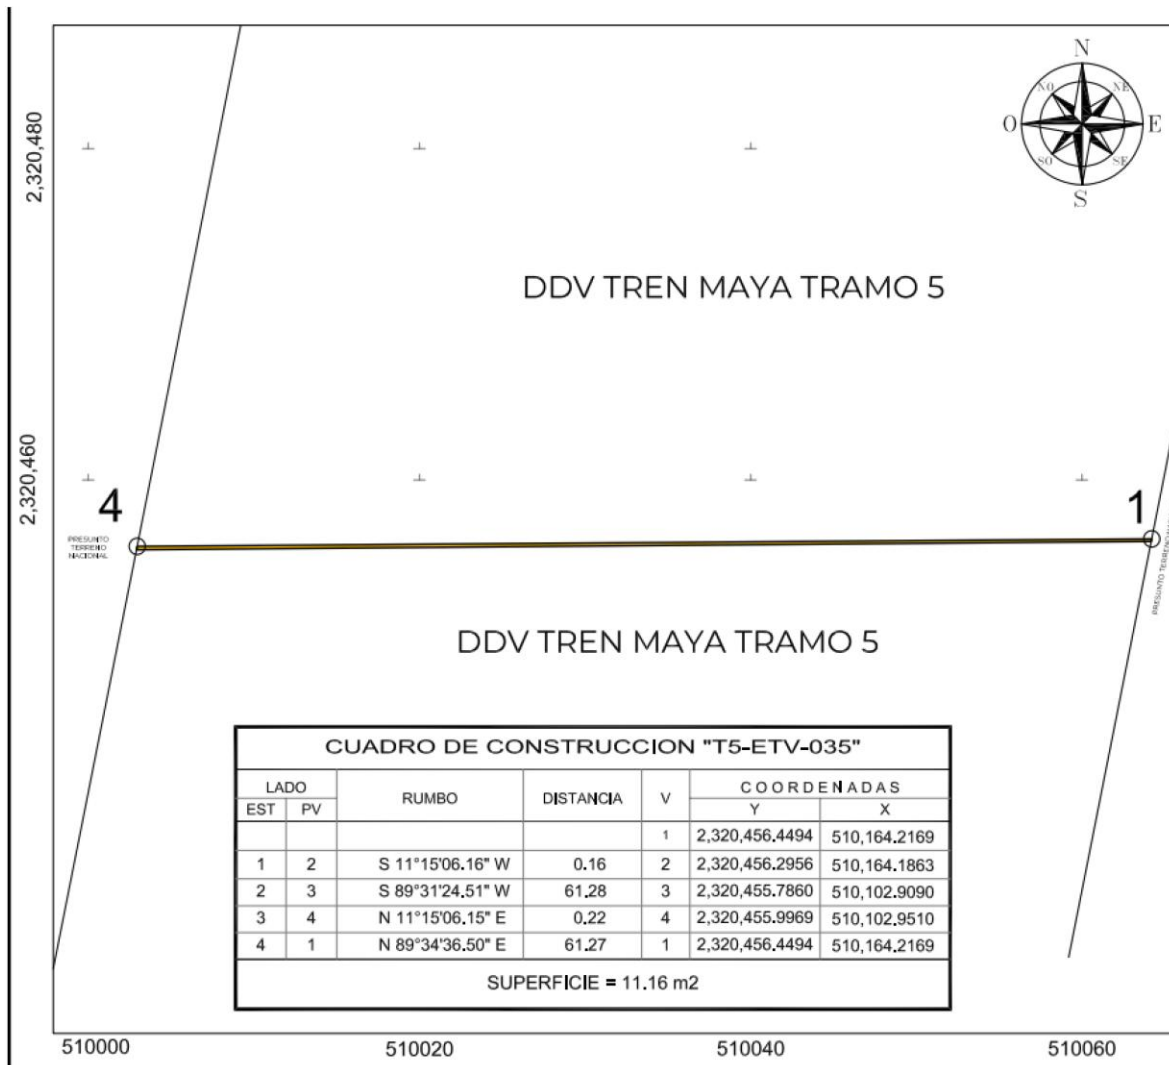 N
NO
NE
O
E
SO
SE
S
2,320,480
DDV TREN MAYA TRAMO 5
2,320,460
4
1
PRESUNTO
TERRENO
NACIONAL
PRESUNTO TERRENO
DDV TREN MAYA TRAMO 5
CUADRO DE CONSTRUCCION "T5-ETV-035"
LADO RUMBO DISTANCIA V COORDENADAS
EST PV Y X
1 2,320,456.4494 510,164.2169
1 2 S 11°15'06.16" W 0.16 2 2,320,456.2956 510,164.1863
2 3 S 89°31'24.51" W 61.28 3 2,320,455.7860 510,102.9090
3 4 N 11°15'06.15" E 0.22 4 2,320,455.9969 510,102.9510
4 1 N 89°34'36.50" E 61.27 1 2,320,456.4494 510,164.2169
SUPERFICIE = 11.16 m2
510000 510020 510040 510060